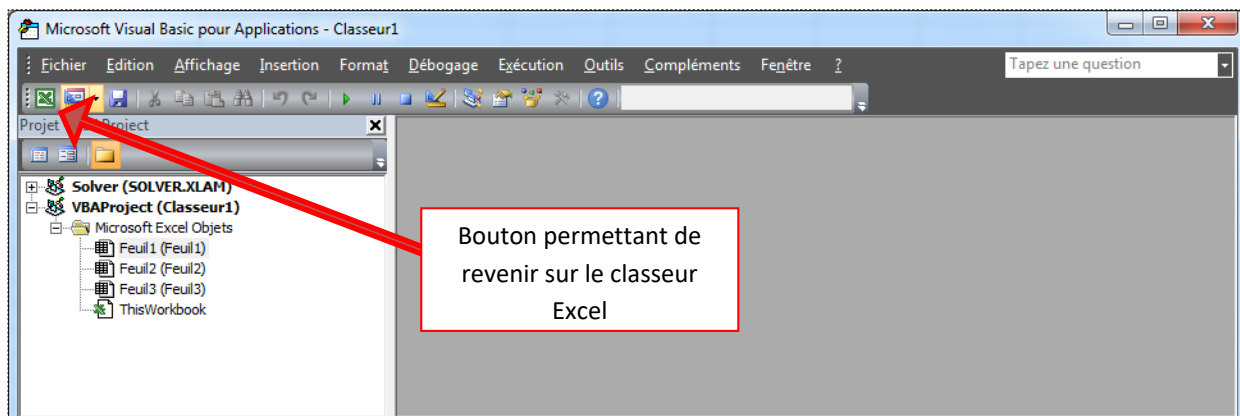 Microsoft Visual Basic pour Applications - Classeur1
Fichier Edition Affichage Insertion Format Débogage Exécution Outils Compléments Fenêtre ? Tapez une question
Projet Project
Solver (SOLVER.XLAM)
VBAProject (Classeur1)
Microsoft Excel Objets
Feuil1 (Feuil1)
Feuil2 (Feuil2)
Feuil3 (Feuil3)
ThisWorkbook
Bouton permettant de
revenir sur le classeur
Excel